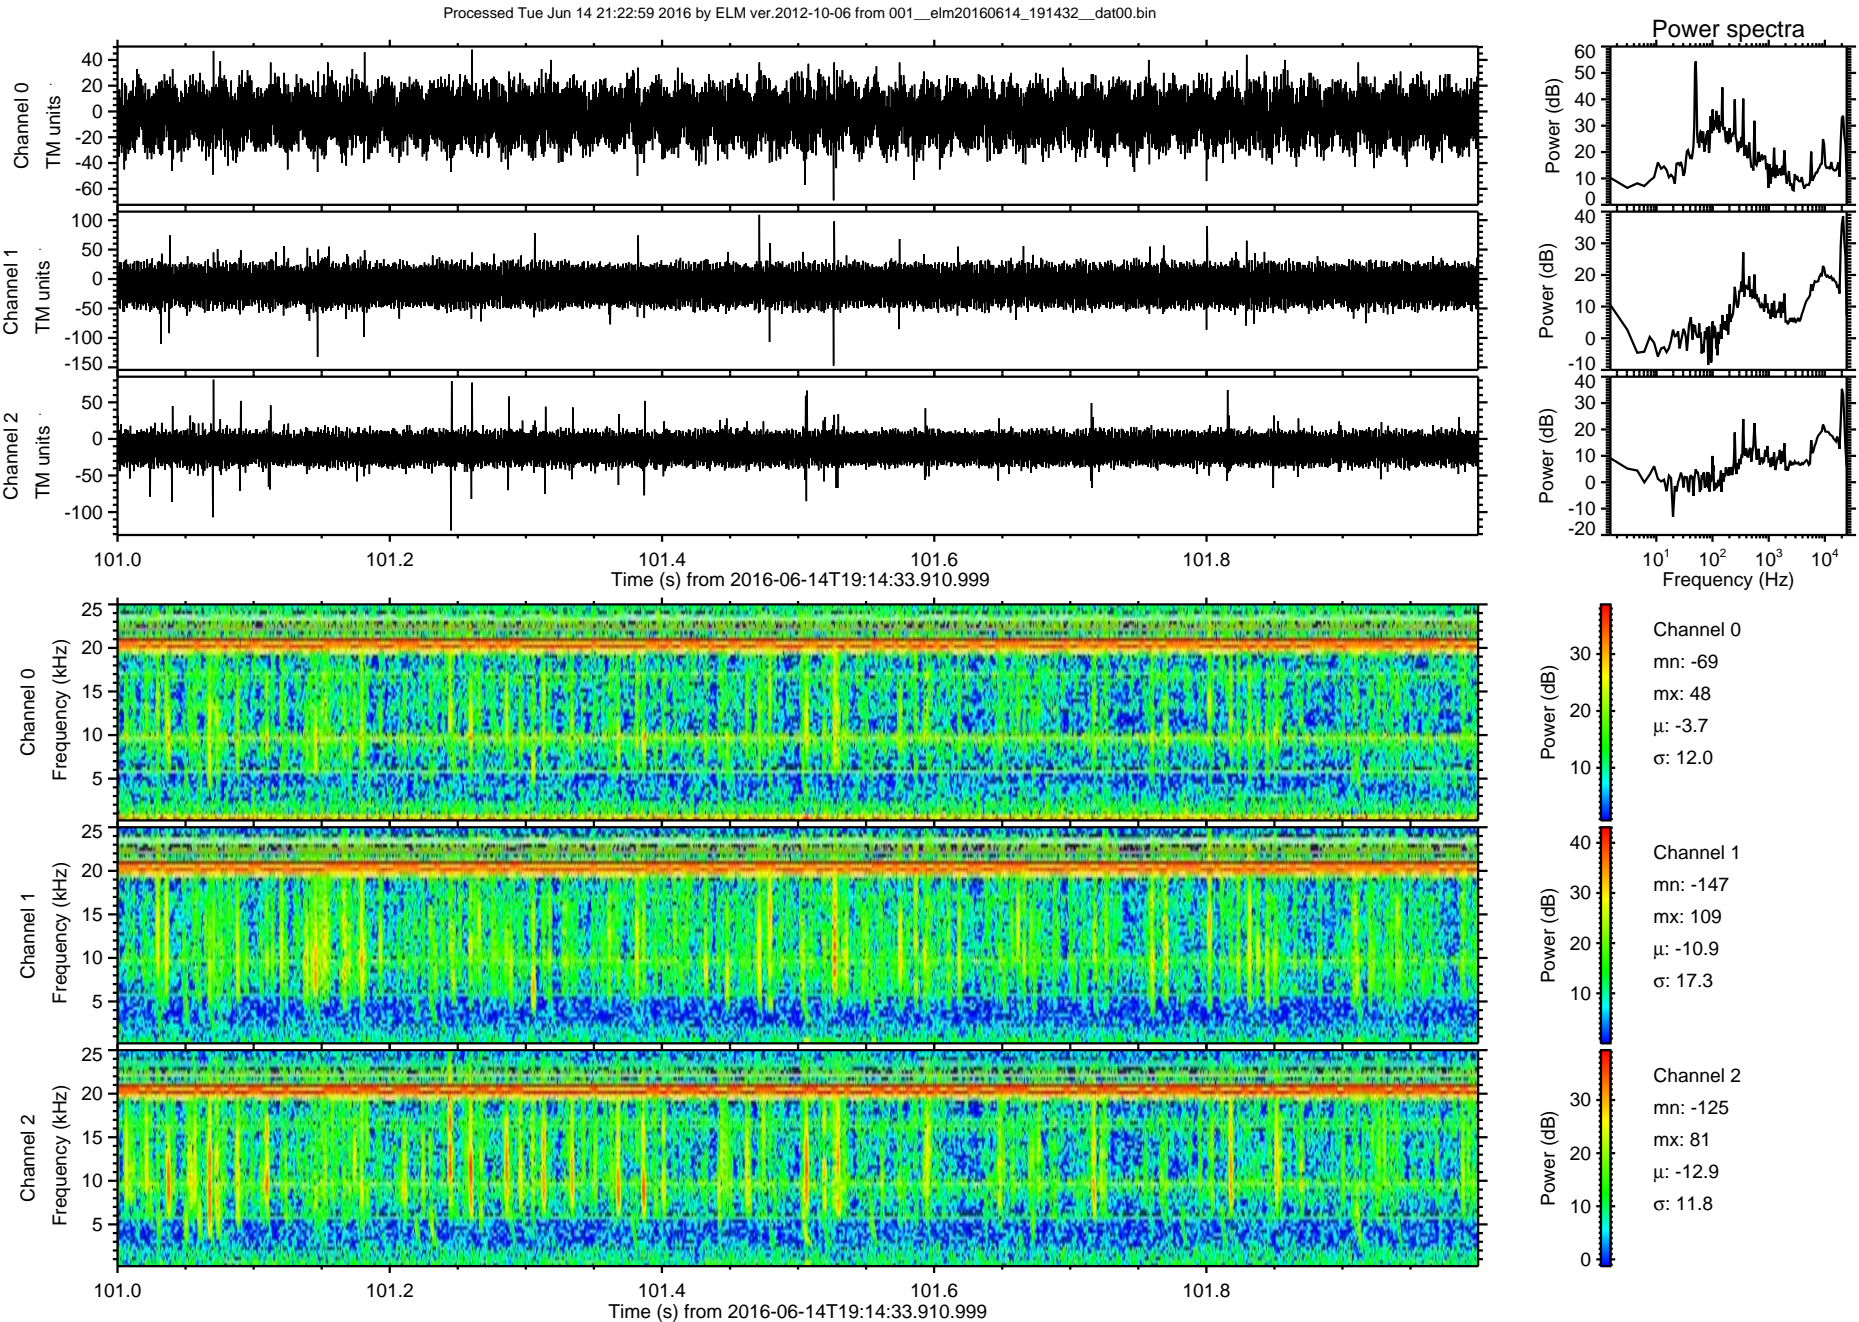 Processed Tue Jun 14 21:22:59 2016 by ELM ver.2012-10-06 from 001__elm20160614_191432__dat00.bin
Power spectra
Channel 0
TM units
40
20
0
-20
-40
-60
Power (dB)
60
50
40
30
20
10
0
Channel 1
TM units
100
50
0
-50
-100
-150
Power (dB)
40
30
20
10
0
-10
Channel 2
TM units
50
0
-50
-100
Power (dB)
40
30
20
10
0
-10
-20
101.0 101.2 101.4 101.6 101.8
Time (s) from 2016-06-14T19:14:33.910.999
10^1 10^2 10^3 10^4
Frequency (Hz)
Channel 0
Frequency (kHz)
25
20
15
10
5
Power (dB)
30
20
10
Channel 0
mn: -69
mx: 48
μ: -3.7
σ: 12.0
Channel 1
Frequency (kHz)
25
20
15
10
5
Power (dB)
40
30
20
10
Channel 1
mn: -147
mx: 109
μ: -10.9
σ: 17.3
Channel 2
Frequency (kHz)
25
20
15
10
5
Power (dB)
30
20
10
0
Channel 2
mn: -125
mx: 81
μ: -12.9
σ: 11.8
101.0 101.2 101.4 101.6 101.8
Time (s) from 2016-06-14T19:14:33.910.999